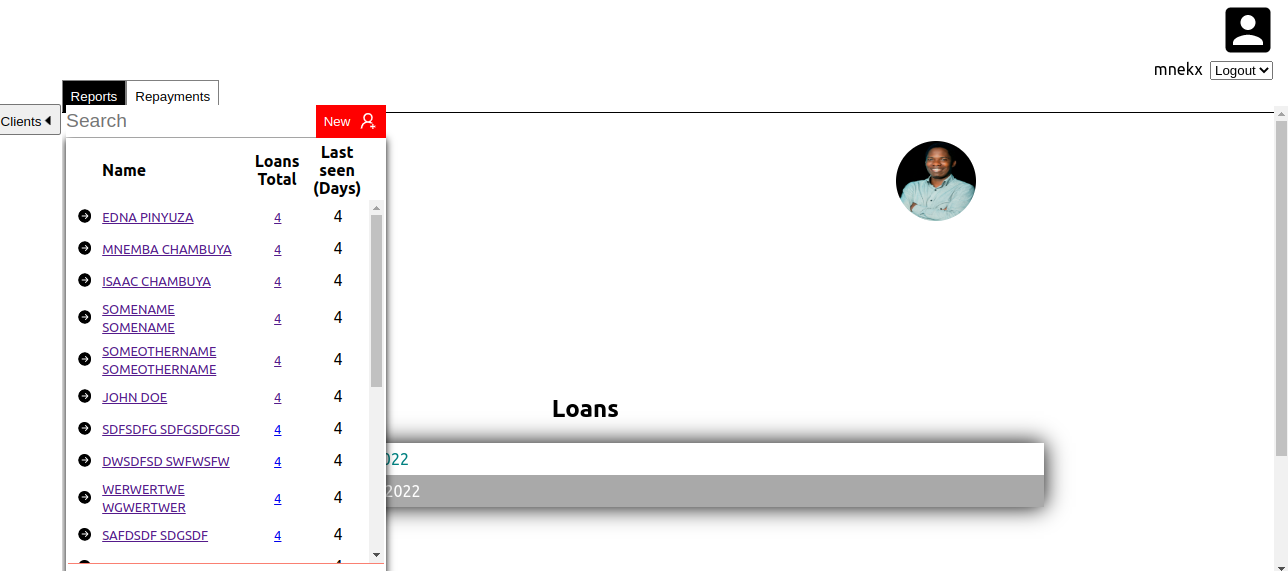 mnekx Logout
Reports Repayments
Clients
Search New
Name Loans Total Last seen (Days)
EDNA PINYUZA 4 4
MNEMBA CHAMBUYA 4 4
ISAAC CHAMBUYA 4 4
SOMENAME
SOMENAME 4 4
SOMEOTHERNAME
SOMEOTHERNAME 4 4
JOHN DOE 4 4
Loans
SDFSDFG SDFGSDFGSD 4 4
DWSDFSD SWFWSFW 4 4
022
WERWERTWE
WGWERTWER 4 4
2022
SAFDSDF SDGSDF 4 4